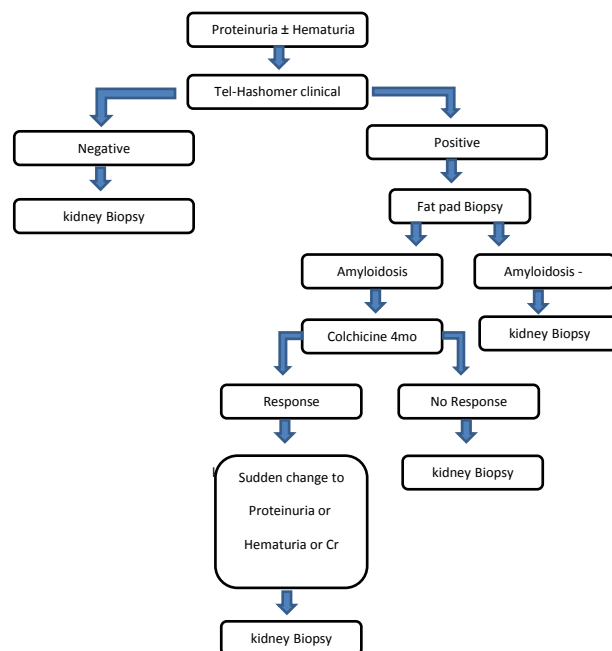 Proteinuria ± Hematuria
Tel-Hashomer clinical
Negative
Positive
kidney Biopsy
Fat pad Biopsy
Amyloidosis
Amyloidosis -
Colchicine 4mo
kidney Biopsy
Response
No Response
Sudden change to
Proteinuria or
Hematuria or Cr
kidney Biopsy
kidney Biopsy